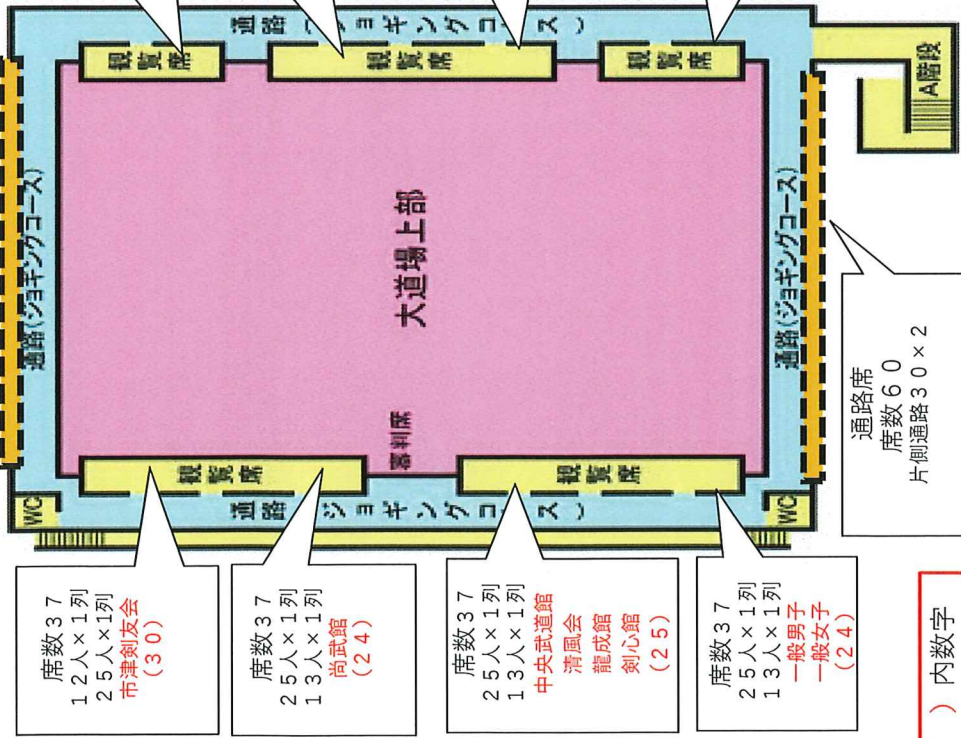 通路(ジョギングコース)
観覧席
観覧席
観覧席
A階段
通路(ジョギングコース)
大道場上部
通路(ジョギングコース)
審判席
観覧席
観覧席
WC
通路(ジョギングコース)
WC
通路席
席数60
片側通路30×2
席数37
12人×1列
25人×1列
市津剣友会
(30)
席数37
25人×1列
13人×1列
尚武館
(24)
席数37
25人×1列
13人×1列
中央武道館
清風会
龍成館
剣心館
(25)
席数37
25人×1列
13人×1列
一般男子
一般女子
(24)
)内数字